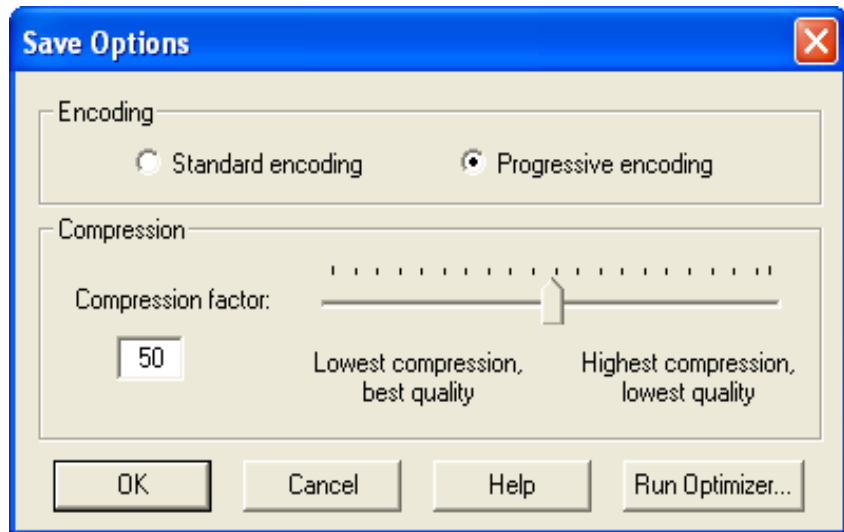 Save Options
Encoding
Standard encoding
Progressive encoding
Compression
Compression factor:
50
Lowest compression,
best quality
Highest compression,
lowest quality
OK
Cancel
Help
Run Optimizer...